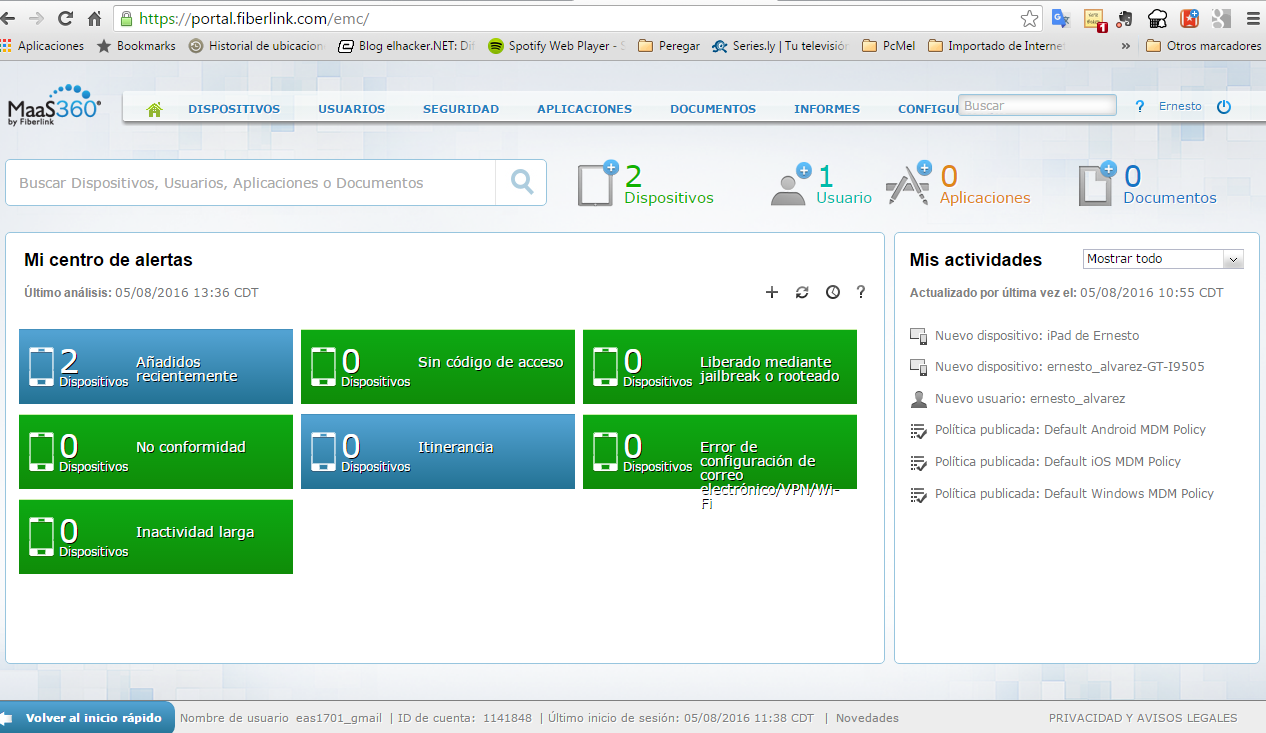 https://portal.fiberlink.com/emc/
1
Aplicaciones Bookmarks Historial de ubicacion Blog elhacker.NET: Dif Spotify Web Player - S Peregar Series.ly | Tu televisión PcMel Importado de Internet » Otros marcadores
MaaS360
by Fiberlink
DISPOSITIVOS USUARIOS SEGURIDAD APLICACIONES DOCUMENTOS INFORMES CONFIGU Buscar ? Ernesto
Buscar Dispositivos, Usuarios, Aplicaciones o Documentos
2 Dispositivos
1 Usuario
0 Aplicaciones
0 Documentos
Mi centro de alertas
Último análisis: 05/08/2016 13:36 CDT
?
2 Dispositivos Añadidos
recientemente
0 Dispositivos Sin código de acceso
0 Dispositivos Liberado mediante
jailbreak o rooteado
0 Dispositivos No conformidad
0 Dispositivos Itinerancia
0 Dispositivos Error de
configuración de
correo
electrónico/VPN/Wi-
Fi
0 Dispositivos Inactividad larga
Mis actividades Mostrar todo
Actualizado por última vez el: 05/08/2016 10:55 CDT
Nuevo dispositivo: iPad de Ernesto
Nuevo dispositivo: ernesto_alvarez-GT-I9505
Nuevo usuario: ernesto_alvarez
Política publicada: Default Android MDM Policy
Política publicada: Default iOS MDM Policy
Política publicada: Default Windows MDM Policy
Volver al inicio rápido Nombre de usuario eas1701_gmail | ID de cuenta: 1141848 | Último inicio de sesión: 05/08/2016 11:38 CDT | Novedades PRIVACIDAD Y AVISOS LEGALES